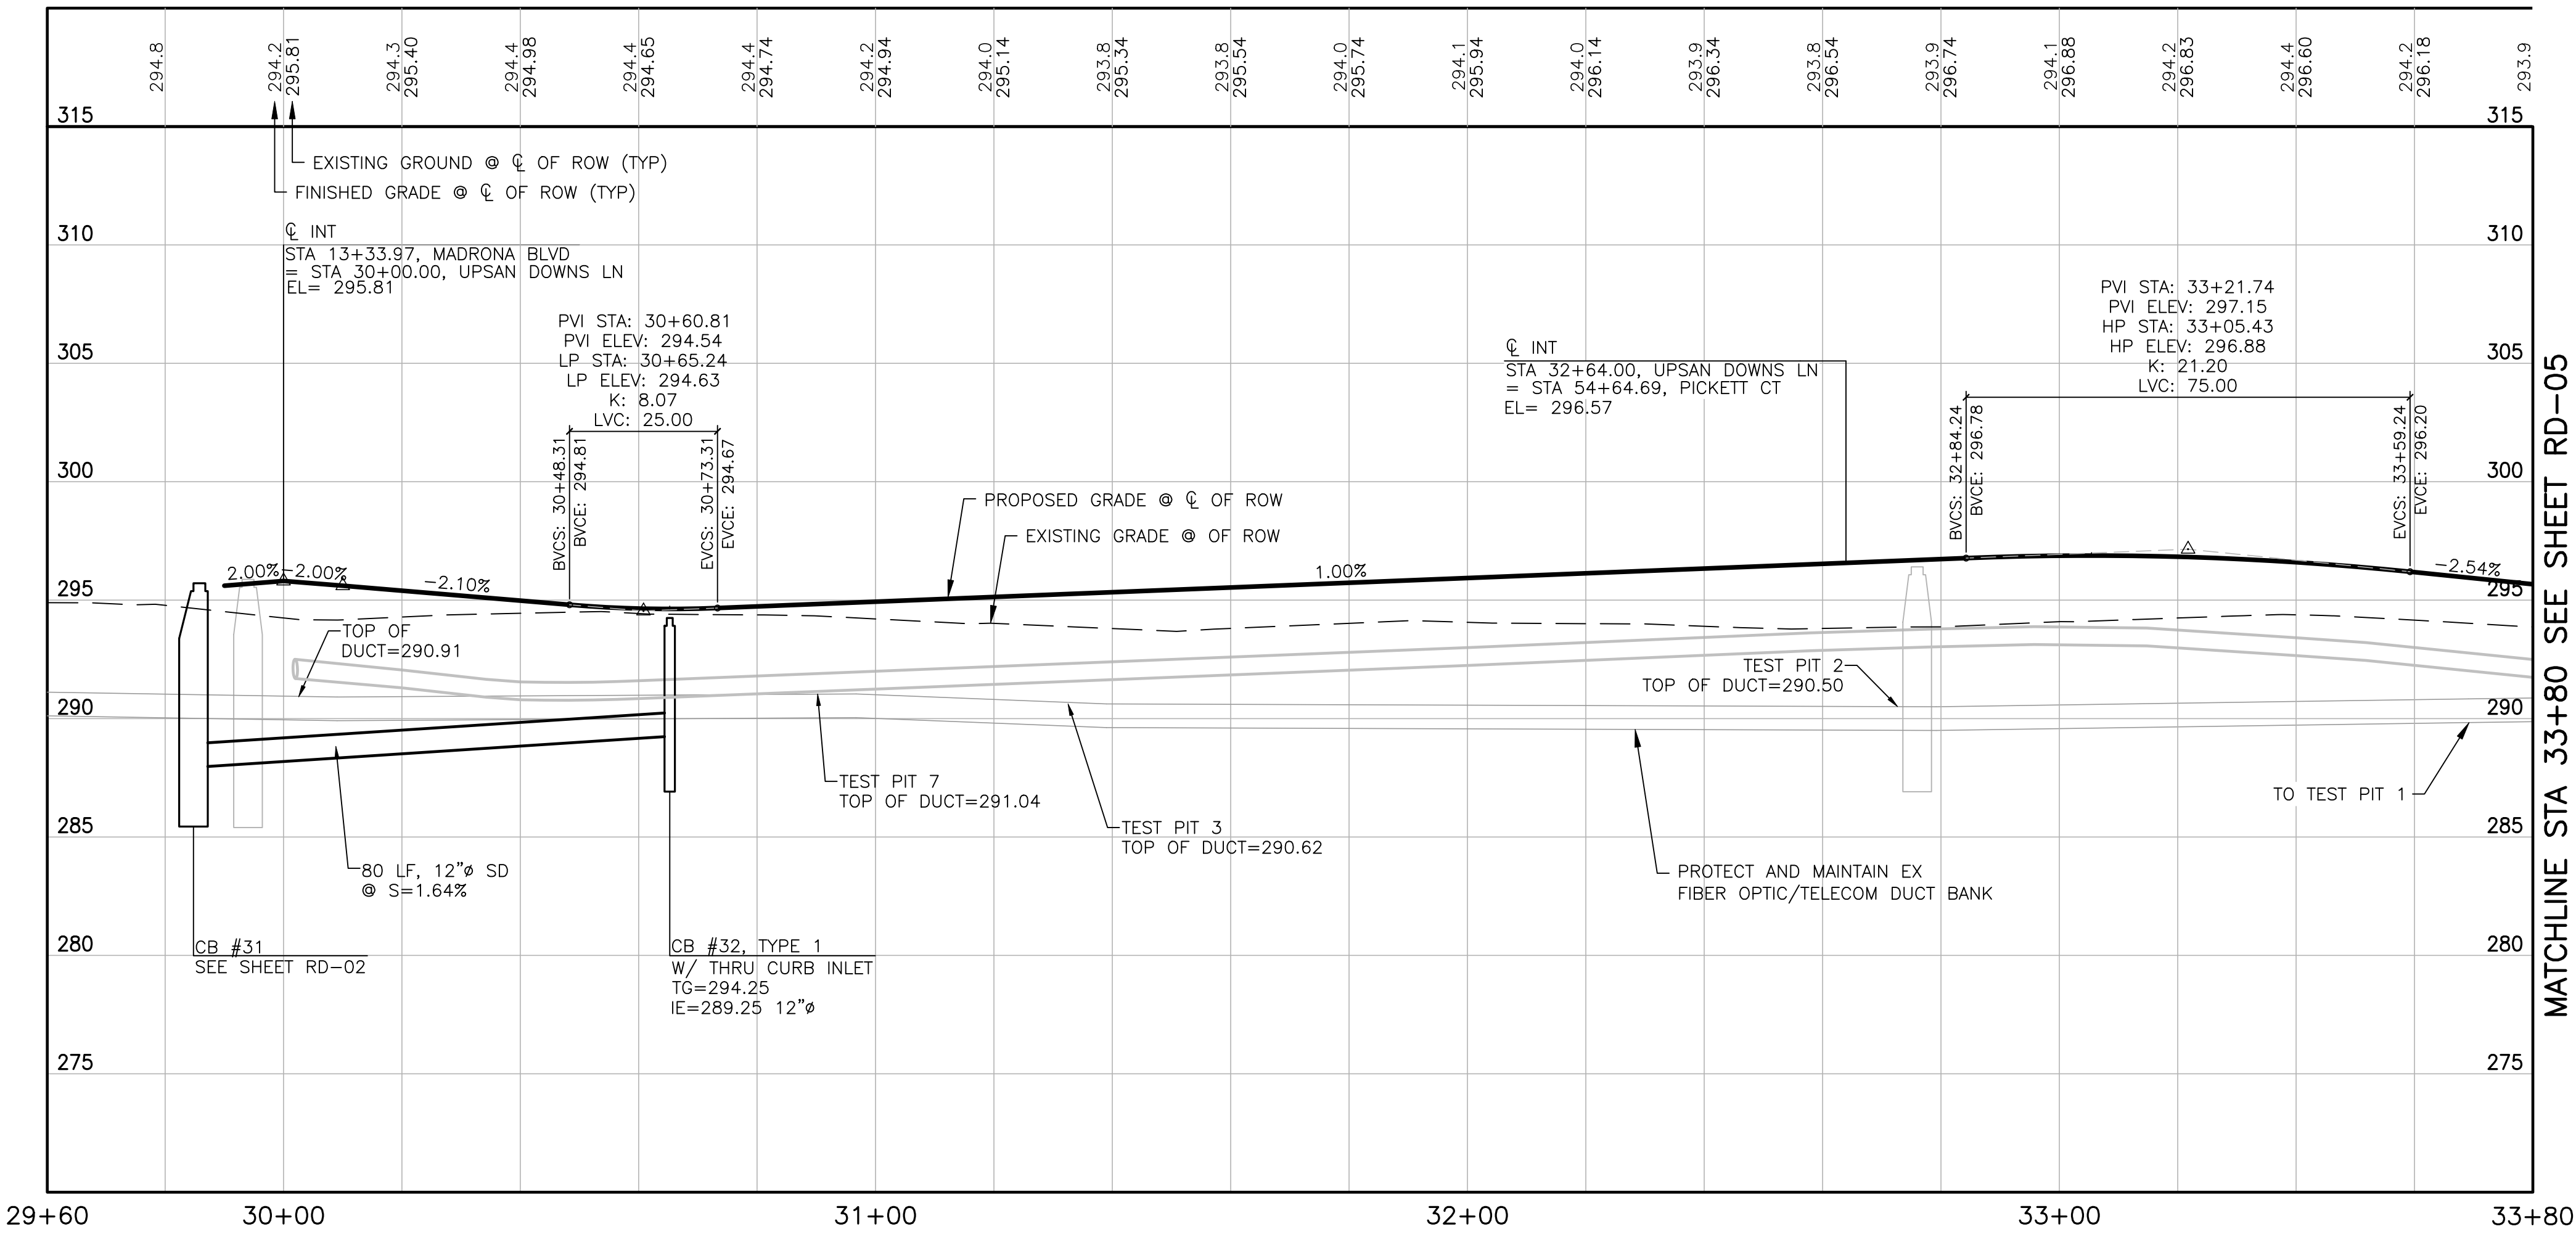 294.8
294.2
295.81
294.3
295.40
294.4
294.98
294.4
294.65
294.4
294.74
294.2
294.94
294.0
295.14
293.8
295.34
293.8
295.54
294.0
295.74
294.1
295.94
294.0
296.14
293.9
296.34
293.8
296.54
293.9
296.74
294.1
296.88
294.2
296.83
294.4
296.60
294.2
296.18
293.9
315
315
EXISTING GROUND @ ℄ OF ROW (TYP)
FINISHED GRADE @ ℄ OF ROW (TYP)
310
310
℄ INT
STA 13+33.97, MADRONA BLVD
= STA 30+00.00, UPSAN DOWNS LN
EL= 295.81
PVI STA: 30+60.81
PVI ELEV: 294.54
LP STA: 30+65.24
LP ELEV: 294.63
K: 8.07
LVC: 25.00
BVCS: 30+48.31
BVCE: 294.81
EVCS: 30+73.31
EVCE: 294.67
℄ INT
STA 32+64.00, UPSAN DOWNS LN
= STA 54+64.69, PICKETT CT
EL= 296.57
PVI STA: 33+21.74
PVI ELEV: 297.15
HP STA: 33+05.43
HP ELEV: 296.88
K: 21.20
LVC: 75.00
BVCS: 32+84.24
BVCE: 296.78
EVCS: 33+59.24
EVCE: 296.20
305
305
300
300
PROPOSED GRADE @ ℄ OF ROW
EXISTING GRADE @ OF ROW
2.00%
-2.00%
-2.10%
1.00%
-2.54%
295
295
TOP OF
DUCT=290.91
TEST PIT 2
TOP OF DUCT=290.50
290
290
TEST PIT 7
TOP OF DUCT=291.04
TO TEST PIT 1
285
285
TEST PIT 3
TOP OF DUCT=290.62
80 LF, 12"ø SD
@ S=1.64%
PROTECT AND MAINTAIN EX
FIBER OPTIC/TELECOM DUCT BANK
280
280
CB #31
SEE SHEET RD-02
CB #32, TYPE 1
W/ THRU CURB INLET
TG=294.25
IE=289.25 12"ø
275
275
MATCHLINE STA 33+80 SEE SHEET RD-05
29+60
30+00
31+00
32+00
33+00
33+80